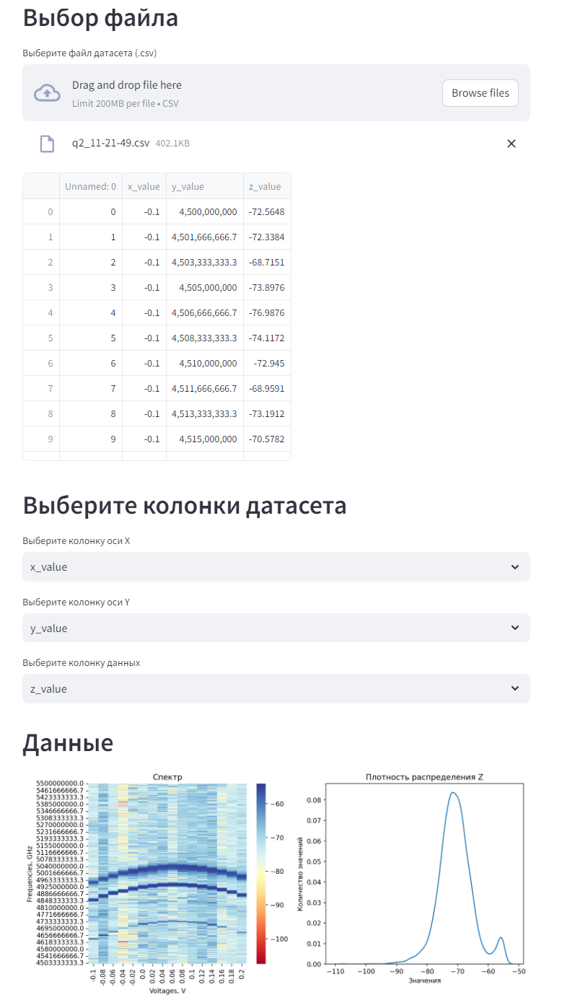 Выбор файла
Выберите файл датасета (.csv)
Drag and drop file here
Limit 200MB per file • CSV
Browse files
q2_11-21-49.csv 402.1KB
Unnamed: 0 x_value y_value z_value
0 0 -0.1 4,500,000,000 -72.5648
1 1 -0.1 4,501,666,666.7 -72.3384
2 2 -0.1 4,503,333,333.3 -68.7151
3 3 -0.1 4,505,000,000 -73.8976
4 4 -0.1 4,506,666,666.7 -76.9876
5 5 -0.1 4,508,333,333.3 -74.1172
6 6 -0.1 4,510,000,000 -72.945
7 7 -0.1 4,511,666,666.7 -68.9591
8 8 -0.1 4,513,333,333.3 -73.1912
9 9 -0.1 4,515,000,000 -70.5782
Выберите колонки датасета
Выберите колонку оси X
x_value
Выберите колонку оси Y
y_value
Выберите колонку данных
z_value
Данные
Спектр
5500000000.0
5461666666.7
5423333333.3
5385000000.0
5346666666.7
5308333333.3
5270000000.0
5231666666.7
5193333333.3
5155000000.0
5116666666.7
5078333333.3
5040000000.0
5001666666.7
4963333333.3
4925000000.0
4886666666.7
4848333333.3
4810000000.0
4771666666.7
4733333333.3
4695000000.0
4656666666.7
4618333333.3
4580000000.0
4541666666.7
4503333333.3
Frequencies, GHz
-0.1 -0.08 -0.06 -0.04 -0.02 0.0 0.02 0.04 0.06 0.08 0.1 0.12 0.14 0.16 0.18 0.2
Voltages, V
−60
−70
−80
−90
−100
Плотность распределения Z
Количество значений
0.08
0.07
0.06
0.05
0.04
0.03
0.02
0.01
0.00
−110 −100 −90 −80 −70 −60 −50
Значения